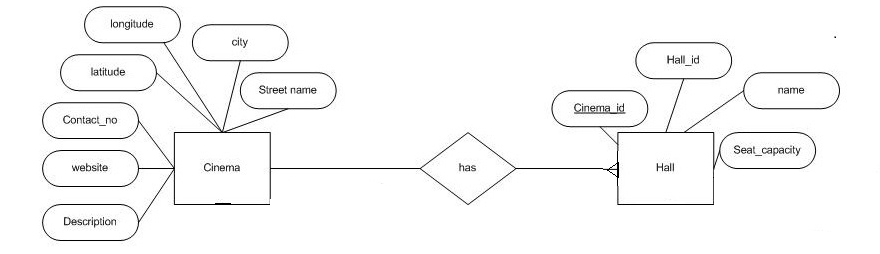 longitude
city
Hall_id
latitude
Street name
name
Cinema_id
Contact_no
Seat_capacity
website
Cinema
has
Hall
Description